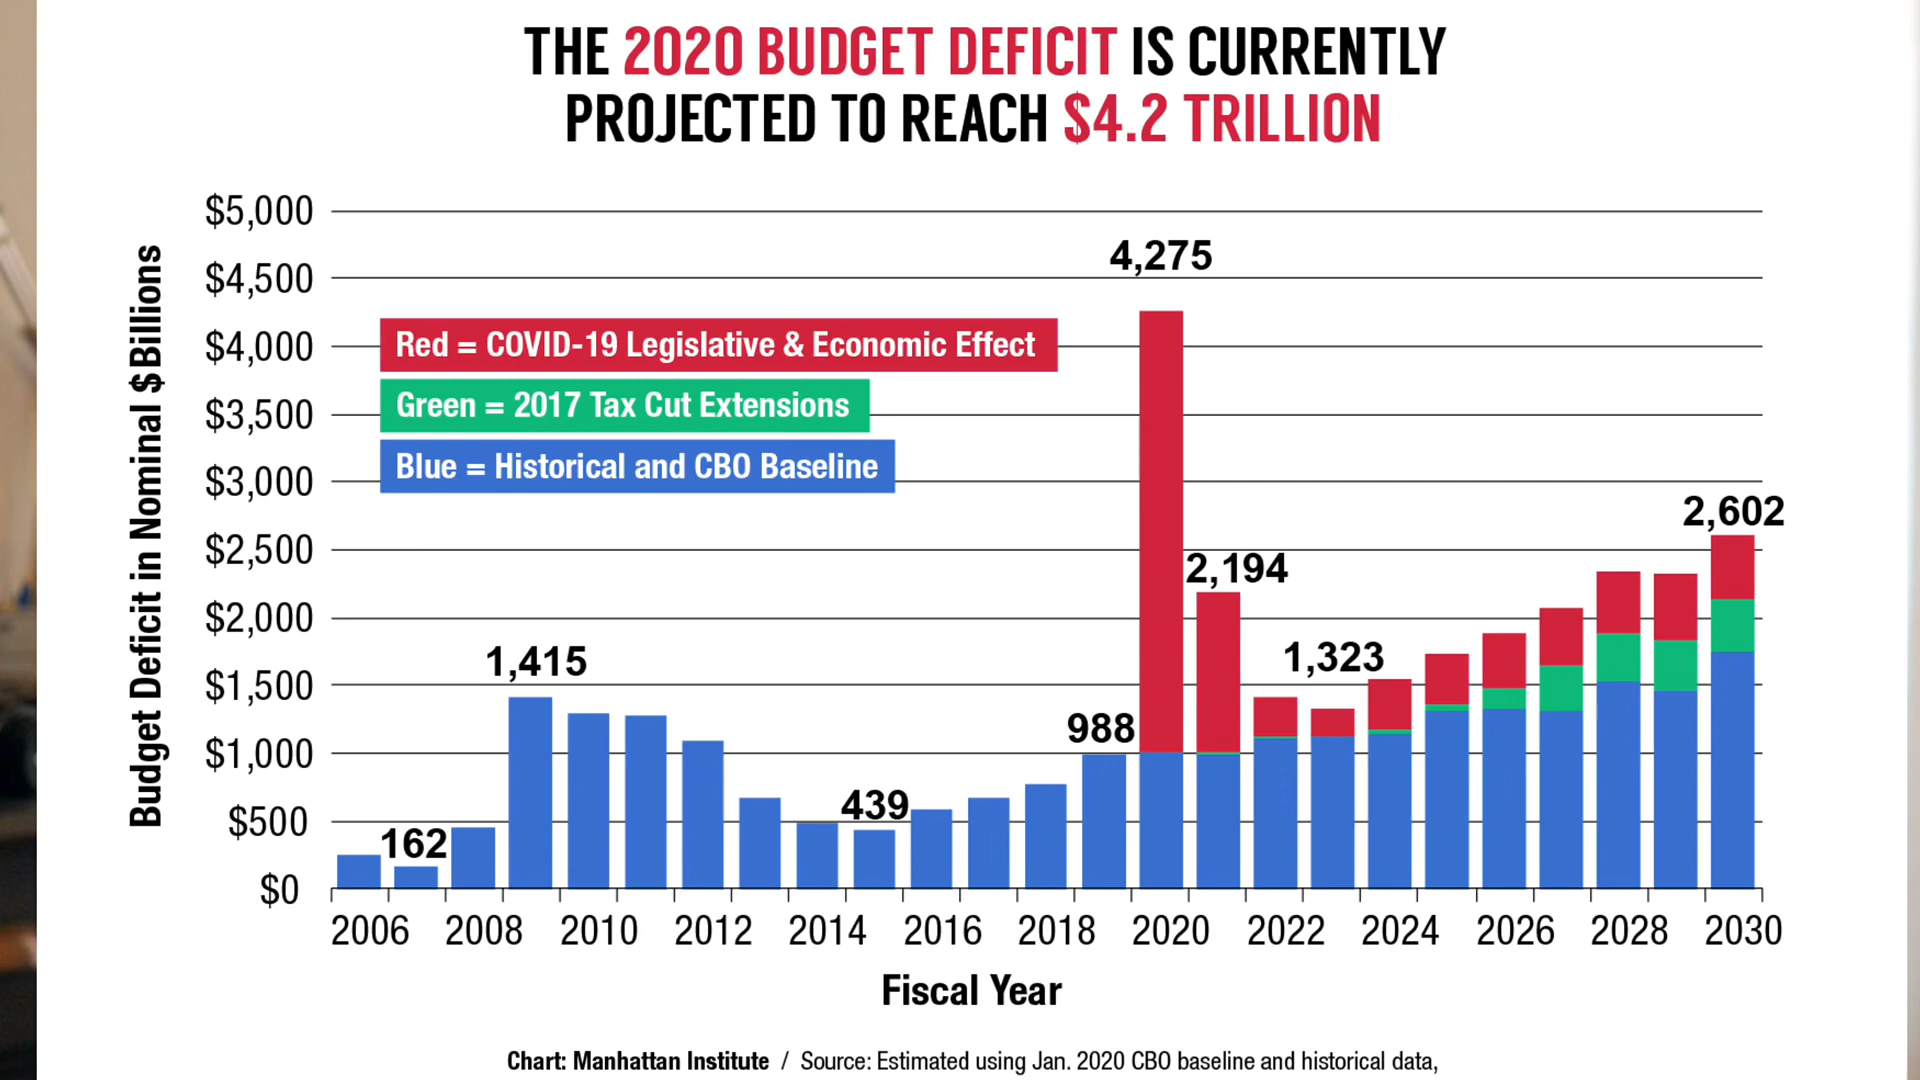 THE 2020 BUDGET DEFICIT IS CURRENTLY
PROJECTED TO REACH $4.2 TRILLION
Budget Deficit in Nominal $Billions
$5,000
$4,500
$4,000
$3,500
$3,000
$2,500
$2,000
$1,500
$1,000
$500
$0
Red = COVID-19 Legislative & Economic Effect
Green = 2017 Tax Cut Extensions
Blue = Historical and CBO Baseline
162
1,415
439
988
4,275
2,194
1,323
2,602
2006 2008 2010 2012 2014 2016 2018 2020 2022 2024 2026 2028 2030
Fiscal Year
Chart: Manhattan Institute / Source: Estimated using Jan. 2020 CBO baseline and historical data,